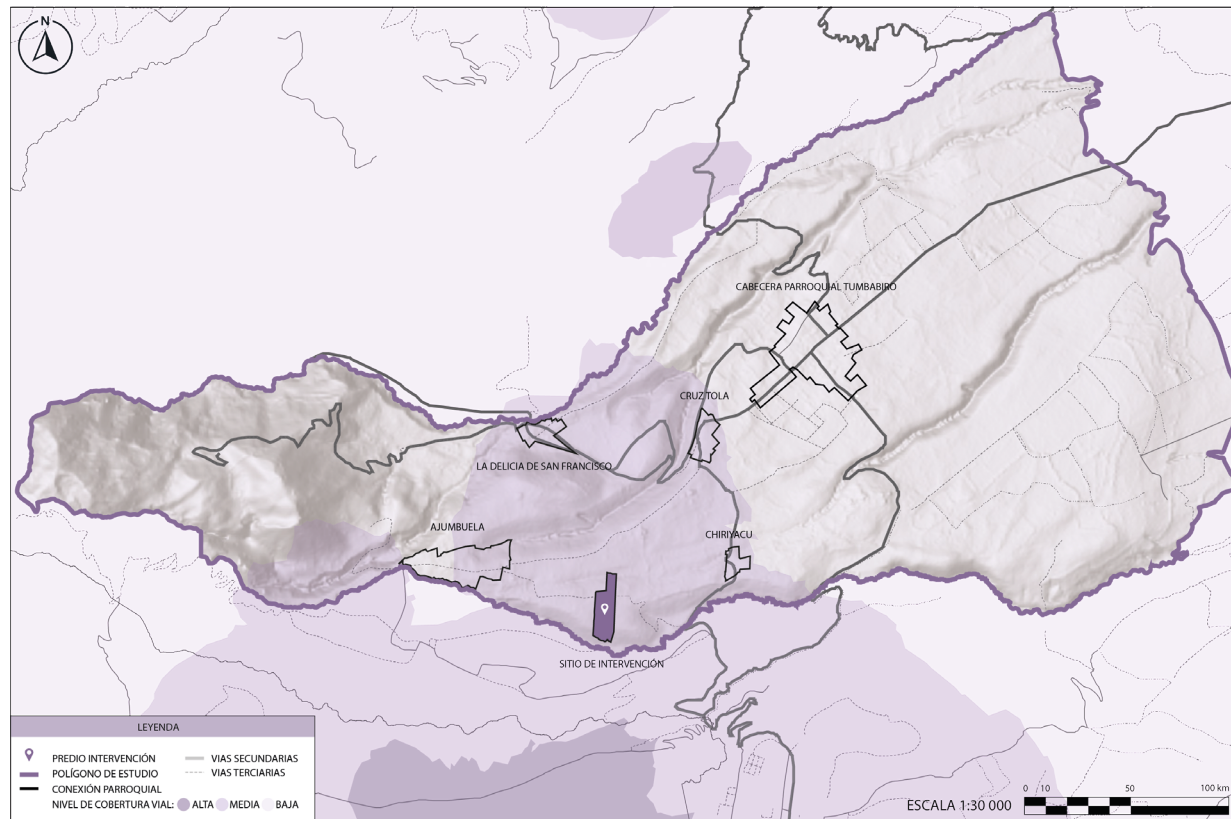 N
CABECERA PARROQUIAL TUMBABIRO
CRUZ TOLA
LA DELICIA DE SAN FRANCISCO
AJUMBUELA
CHIRIYACU
SITIO DE INTERVENCIÓN
LEYENDA
PREDIO INTERVENCIÓN
POLÍGONO DE ESTUDIO
CONEXIÓN PARROQUIAL
VIAS SECUNDARIAS
VIAS TERCIARIAS
NIVEL DE COBERTURA VIAL: ALTA MEDIA BAJA
ESCALA 1:30 000
0 10 50 100 km